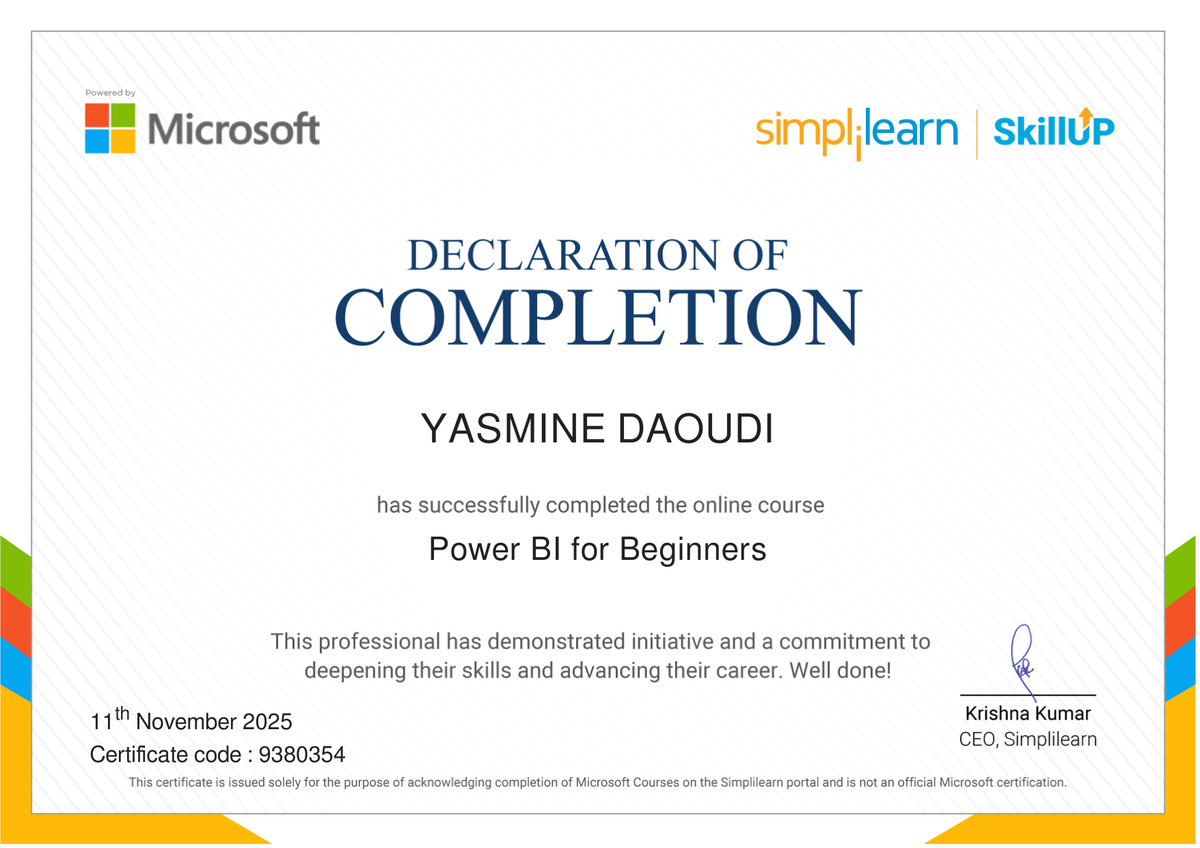 Powered by
Microsoft
simplilearn | SkillUP
DECLARATION OF
COMPLETION
YASMINE DAOUDI
has successfully completed the online course
Power BI for Beginners
This professional has demonstrated initiative and a commitment to
deepening their skills and advancing their career. Well done!
11th November 2025
Certificate code : 9380354
Krishna Kumar
CEO, Simplilearn
This certificate is issued solely for the purpose of acknowledging completion of Microsoft Courses on the Simplilearn portal and is not an official Microsoft certification.